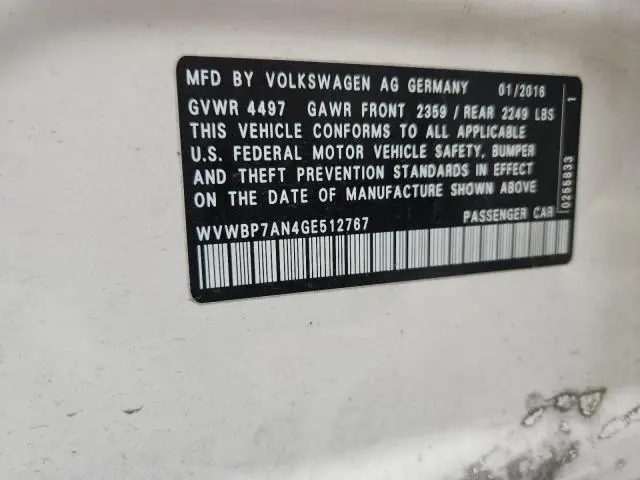 MFD BY VOLKSWAGEN AG GERMANY 01/2016
GVWR 4497 GAWR FRONT 2359 / REAR 2249 LBS
THIS VEHICLE CONFORMS TO ALL APPLICABLE
U.S. FEDERAL MOTOR VEHICLE SAFETY, BUMPER
AND THEFT PREVENTION STANDARDS IN EFFECT
ON THE DATE OF MANUFACTURE SHOWN ABOVE
WVWBP7AN4GE512767 PASSENGER CAR
0255833 1